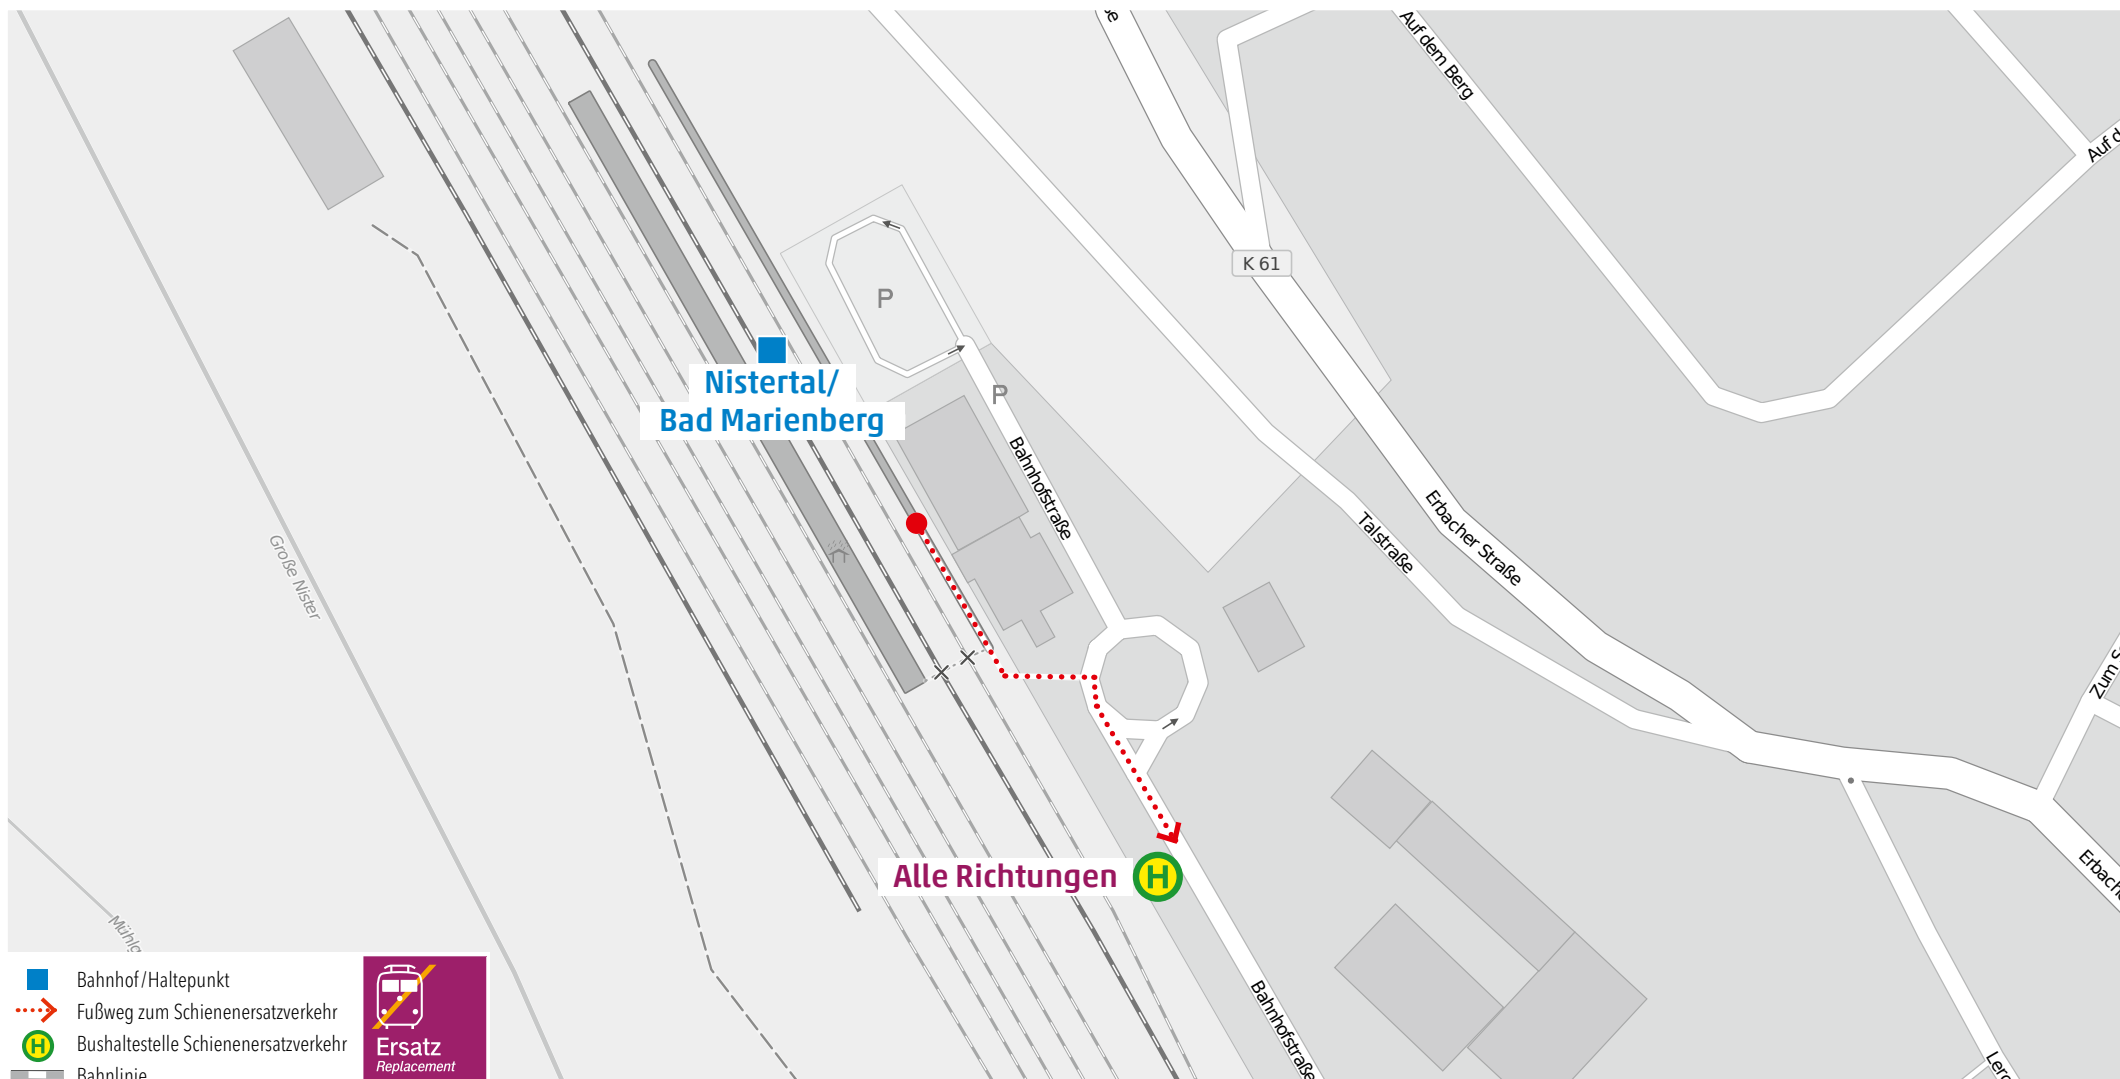 Auf dem Berg
K 61
P
Nistertal/
Bad Marienberg
P
Bahnhofstraße
Erbacher Straße
Talstraße
Große Nister
Alle Richtungen
H
Bahnhofstraße
Bahnhof/Haltepunkt
Fußweg zum Schienenersatzverkehr
H
Bushaltestelle Schienenersatzverkehr
Bahnlinie
Ersatz
Replacement